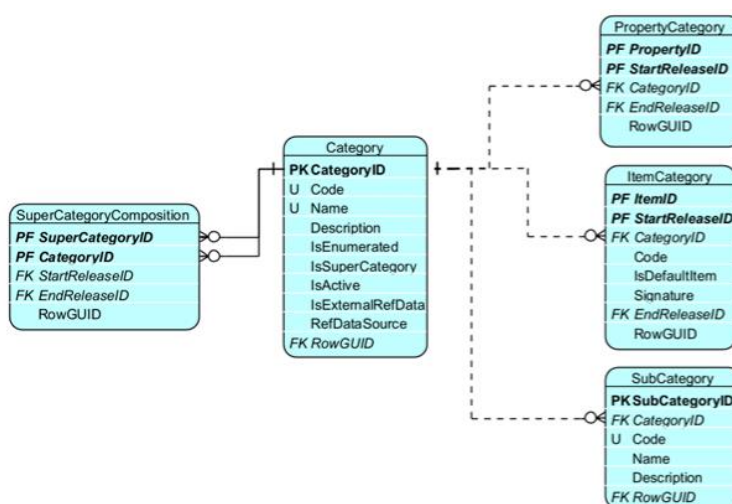 PropertyCategory
PF PropertyID
PF StartReleaseID
FK CategoryID
FK EndReleaseID
RowGUID
Category
PK CategoryID
U Code
U Name
Description
IsEnumerated
IsSuperCategory
IsActive
IsExternalRefData
RefDataSource
FK RowGUID
SuperCategoryComposition
PF SuperCategoryID
PF CategoryID
FK StartReleaseID
FK EndReleaseID
RowGUID
ItemCategory
PF ItemID
PF StartReleaseID
FK CategoryID
Code
IsDefaultItem
Signature
FK EndReleaseID
RowGUID
SubCategory
PK SubCategoryID
FK CategoryID
U Code
Name
Description
FK RowGUID